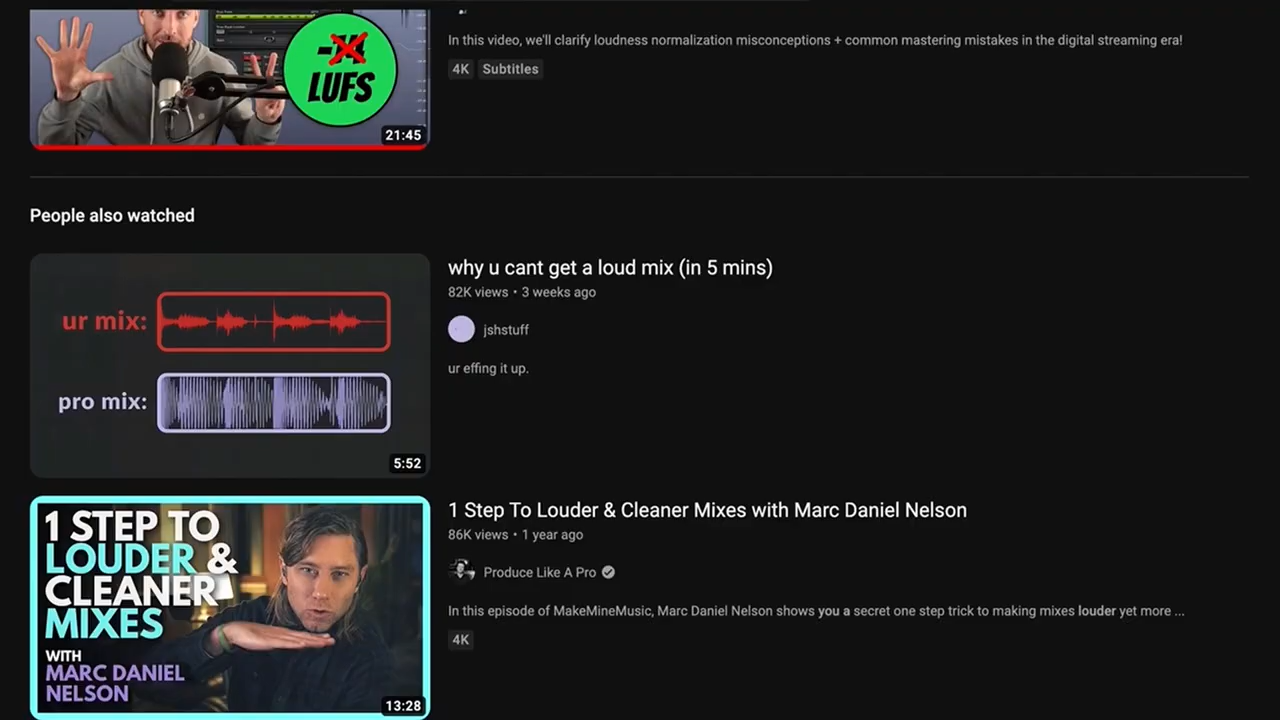 -14
LUFS
21:45
In this video, we'll clarify loudness normalization misconceptions + common mastering mistakes in the digital streaming era!
4K Subtitles
People also watched
ur mix:
pro mix:
5:52
why u cant get a loud mix (in 5 mins)
82K views • 3 weeks ago
jshstuff
ur effing it up.
1 STEP TO
LOUDER &
CLEANER
MIXES
WITH
MARC DANIEL
NELSON
13:28
1 Step To Louder & Cleaner Mixes with Marc Daniel Nelson
86K views • 1 year ago
Produce Like A Pro
In this episode of MakeMineMusic, Marc Daniel Nelson shows you a secret one step trick to making mixes louder yet more ...
4K